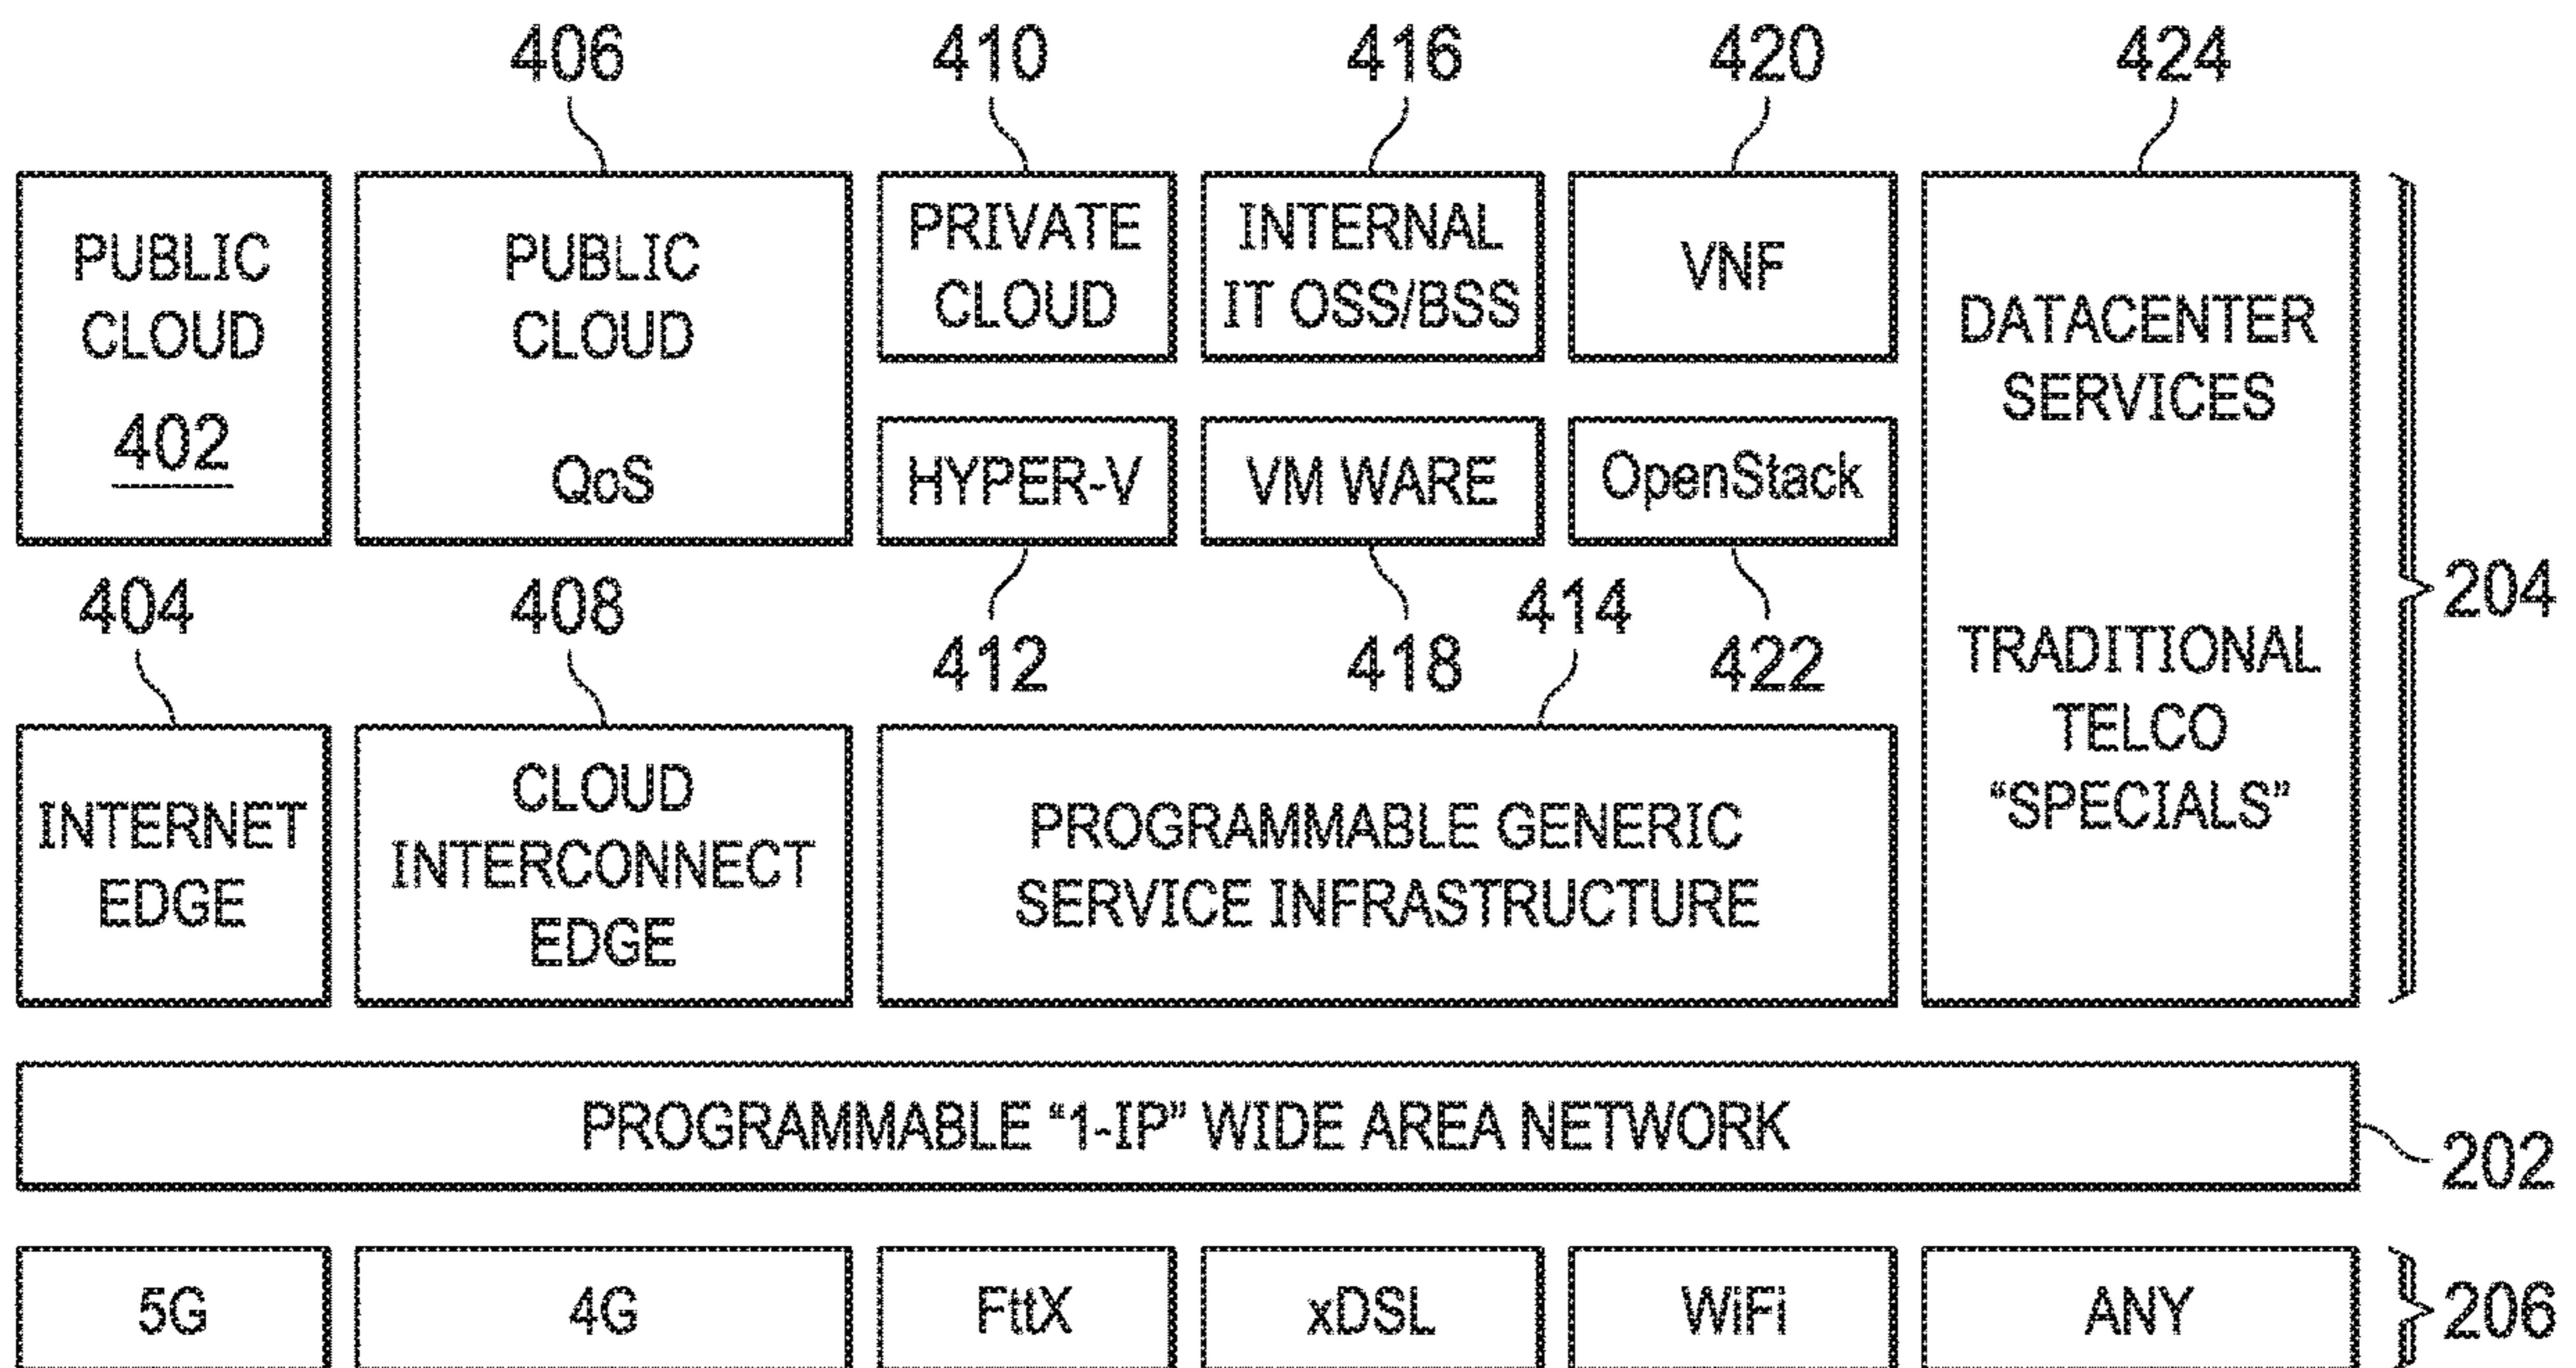 406
410
416
420
424
PUBLIC
CLOUD
402
PUBLIC
CLOUD
QoS
PRIVATE
CLOUD
INTERNAL
IT OSS/BSS
VNF
DATACENTER
SERVICES
TRADITIONAL
TELCO
“SPECIALS”
HYPER-V
VM WARE
OpenStack
204
404
408
412
418
414
422
INTERNET
EDGE
CLOUD
INTERCONNECT
EDGE
PROGRAMMABLE GENERIC
SERVICE INFRASTRUCTURE
PROGRAMMABLE “1-IP” WIDE AREA NETWORK
202
5G
4G
FttX
xDSL
WiFi
ANY
206